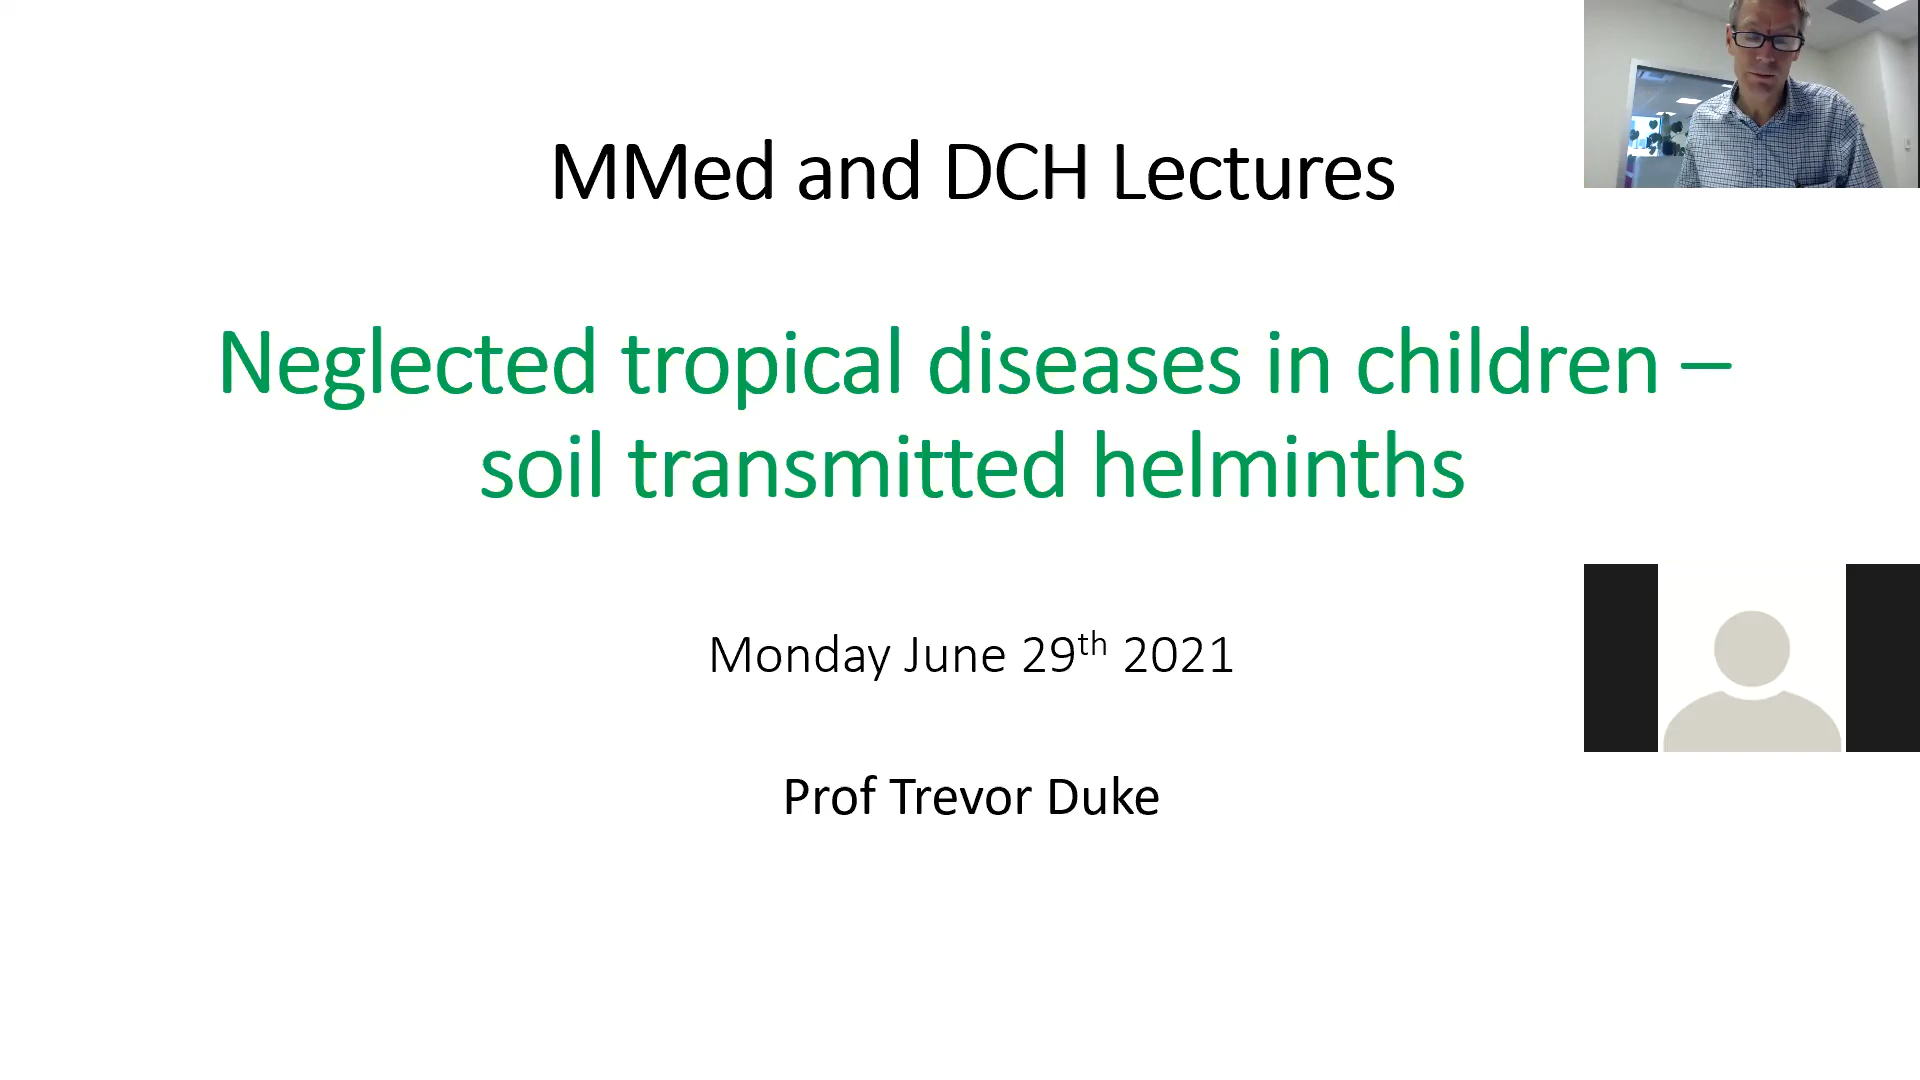 MMed and DCH Lectures
Neglected tropical diseases in children –
soil transmitted helminths
Monday June 29th 2021
Prof Trevor Duke